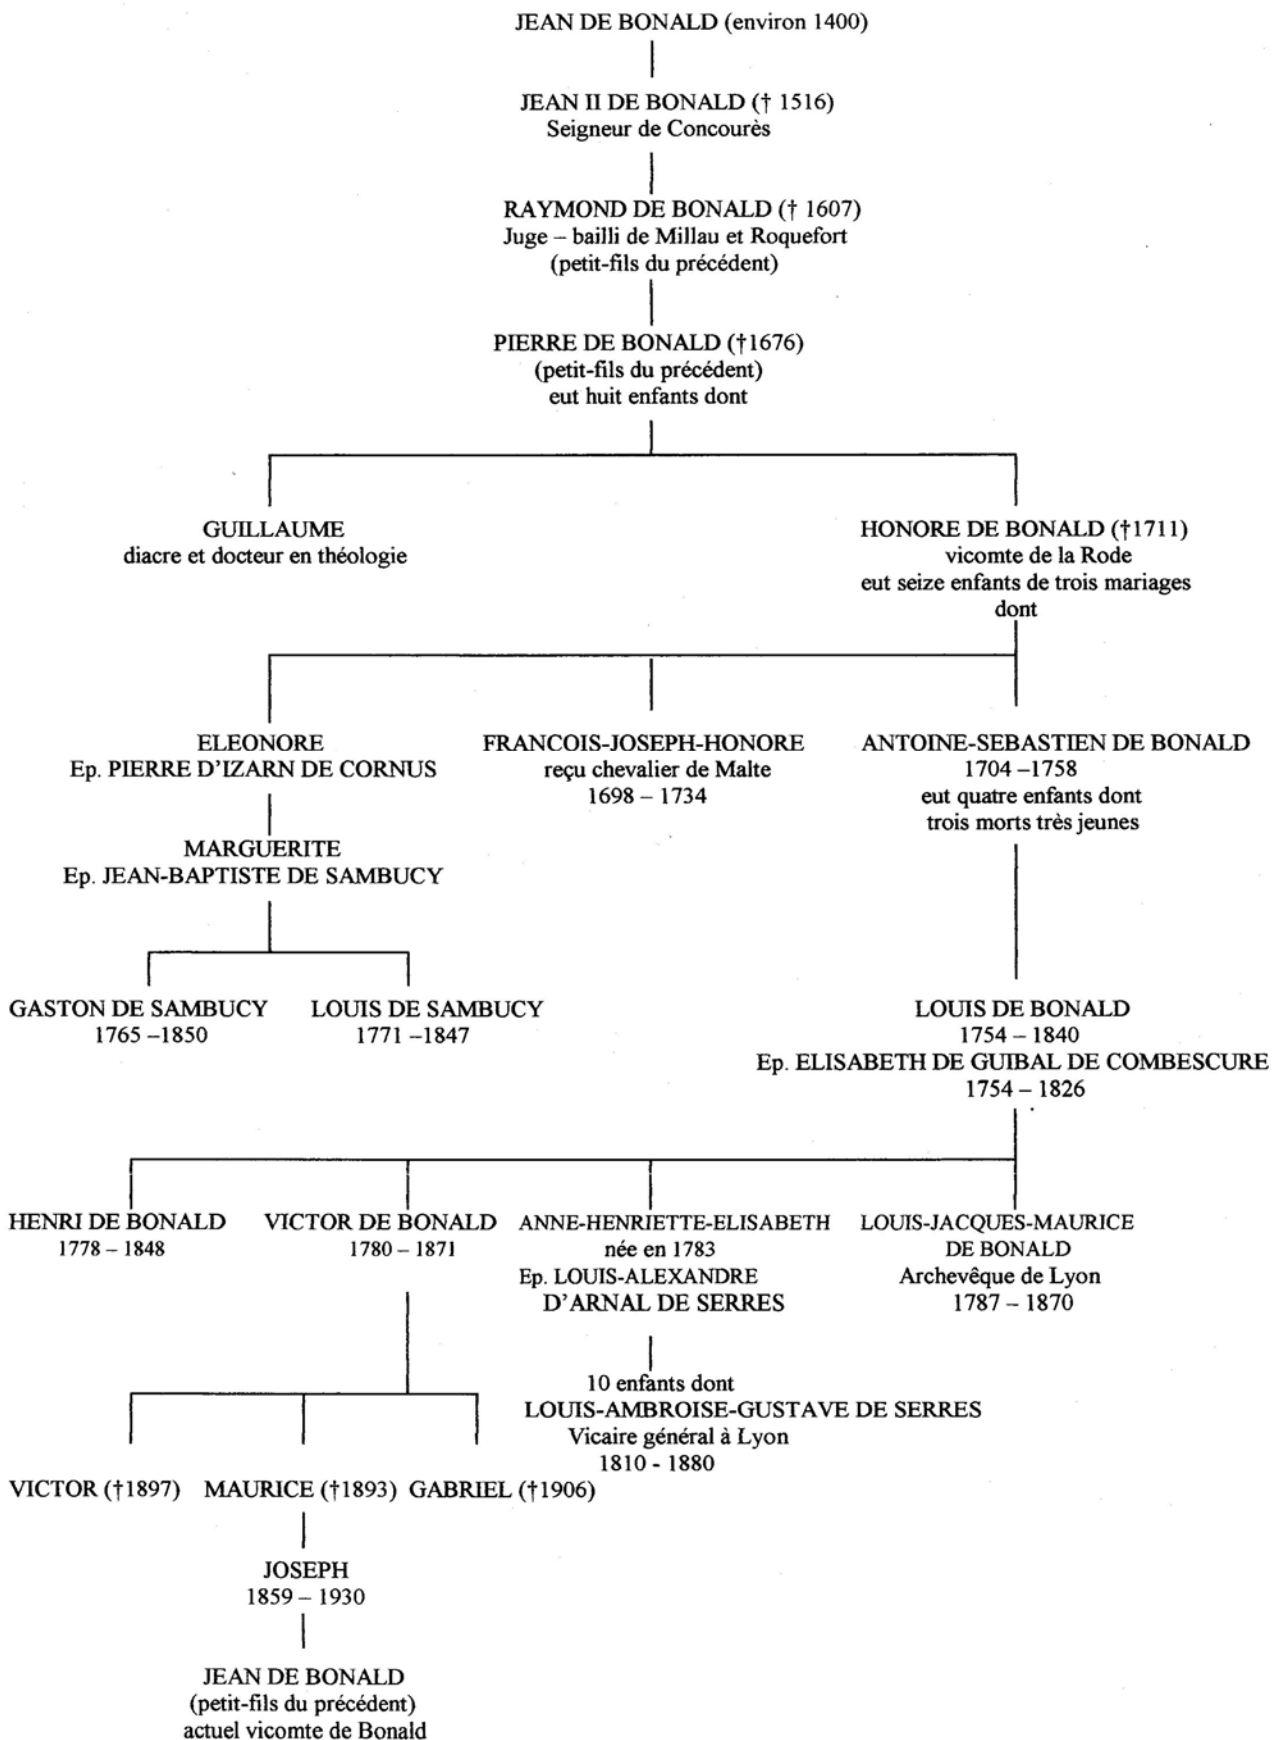 JEAN DE BONALD (environ 1400)
JEAN II DE BONALD († 1516)
Seigneur de Concourès
RAYMOND DE BONALD († 1607)
Juge – bailli de Millau et Roquefort
(petit-fils du précédent)
PIERRE DE BONALD (†1676)
(petit-fils du précédent)
eut huit enfants dont
GUILLAUME
diacre et docteur en théologie
HONORE DE BONALD (†1711)
vicomte de la Rode
eut seize enfants de trois mariages
dont
ELEONORE
Ep. PIERRE D'IZARN DE CORNUS
FRANCOIS-JOSEPH-HONORE
reçu chevalier de Malte
1698 – 1734
ANTOINE-SEBASTIEN DE BONALD
1704 –1758
eut quatre enfants dont
trois morts très jeunes
MARGUERITE
Ep. JEAN-BAPTISTE DE SAMBUCY
GASTON DE SAMBUCY
1765 –1850
LOUIS DE SAMBUCY
1771 –1847
LOUIS DE BONALD
1754 – 1840
Ep. ELISABETH DE GUIBAL DE COMBESCURE
1754 – 1826
HENRI DE BONALD
1778 – 1848
VICTOR DE BONALD
1780 – 1871
ANNE-HENRIETTE-ELISABETH
née en 1783
Ep. LOUIS-ALEXANDRE
D'ARNAL DE SERRES
LOUIS-JACQUES-MAURICE
DE BONALD
Archevêque de Lyon
1787 – 1870
10 enfants dont
LOUIS-AMBROISE-GUSTAVE DE SERRES
Vicaire général à Lyon
1810 - 1880
VICTOR (†1897)
MAURICE (†1893)
GABRIEL (†1906)
JOSEPH
1859 – 1930
JEAN DE BONALD
(petit-fils du précédent)
actuel vicomte de Bonald